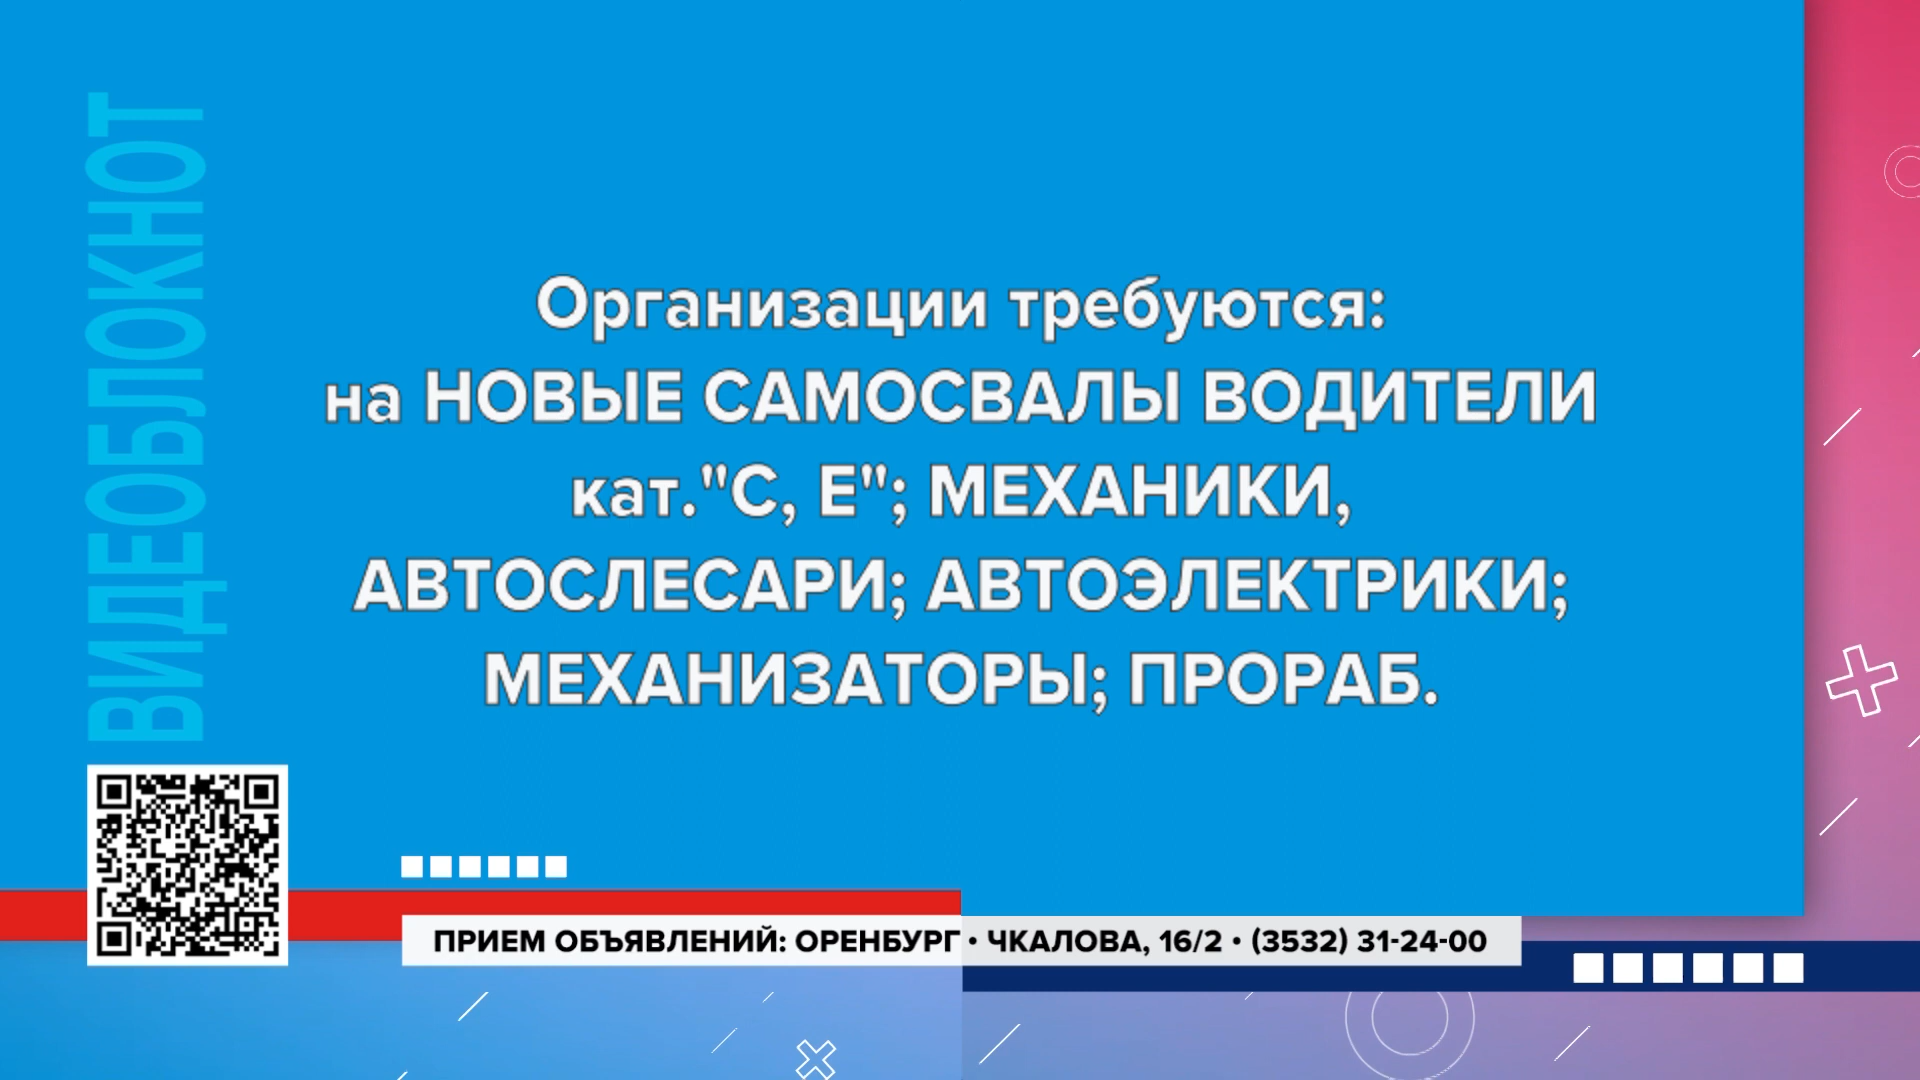 ВИДЕОБЛОКНОТ
Организации требуются:
на НОВЫЕ САМОСВАЛЫ ВОДИТЕЛИ
кат."С, Е"; МЕХАНИКИ,
АВТОСЛЕСАРИ; АВТОЭЛЕКТРИКИ;
МЕХАНИЗАТОРЫ; ПРОРАБ.
ПРИЕМ ОБЪЯВЛЕНИЙ: ОРЕНБУРГ • ЧКАЛОВА, 16/2 • (3532) 31-24-00